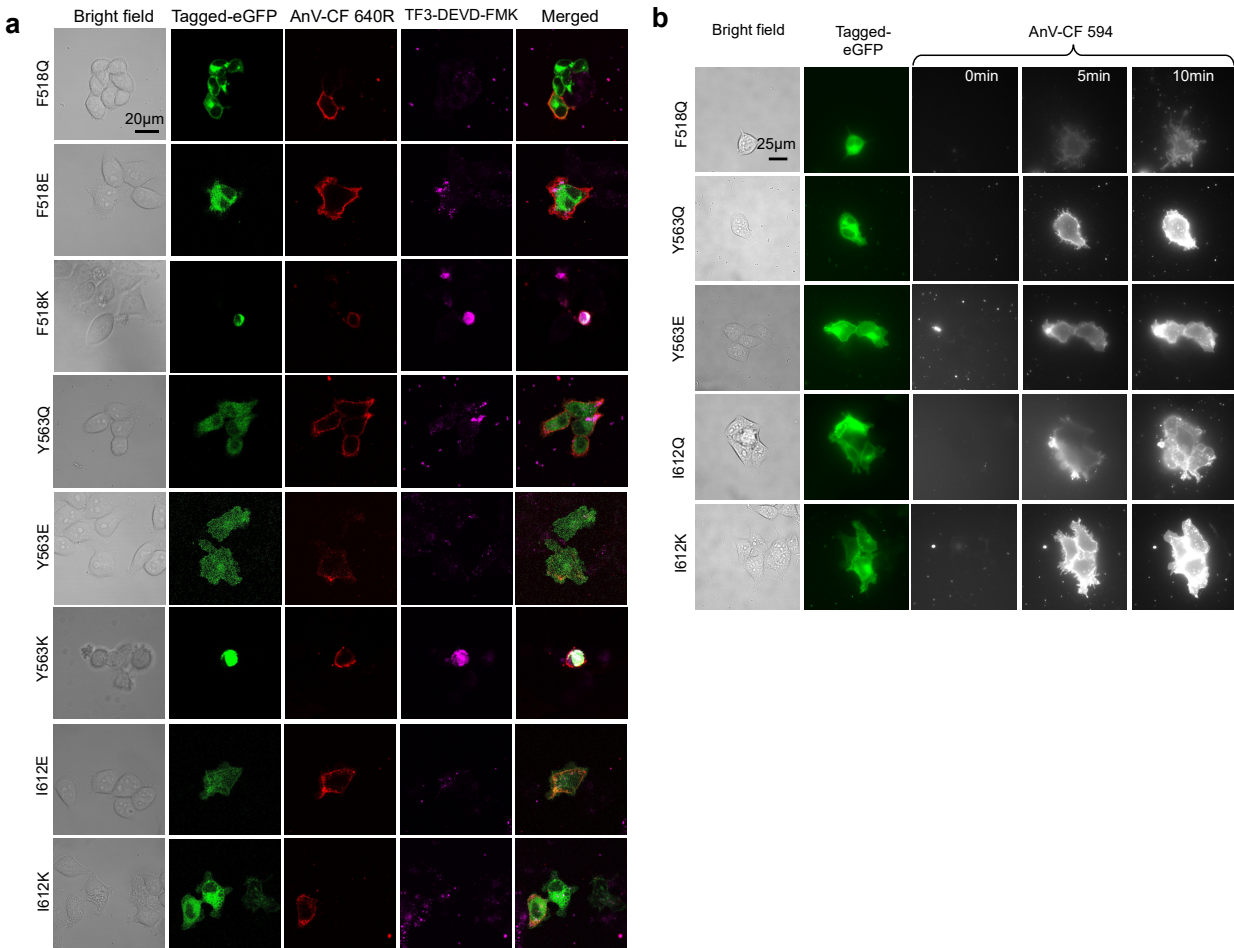 a
Bright field Tagged-eGFP AnV-CF 640R TF3-DEVD-FMK Merged
F518Q
20µm
F518E
F518K
Y563Q
Y563E
Y563K
I612E
I612K
b
Bright field
Tagged-
eGFP
AnV-CF 594
0min 5min 10min
F518Q
25µm
Y563Q
Y563E
I612Q
I612K